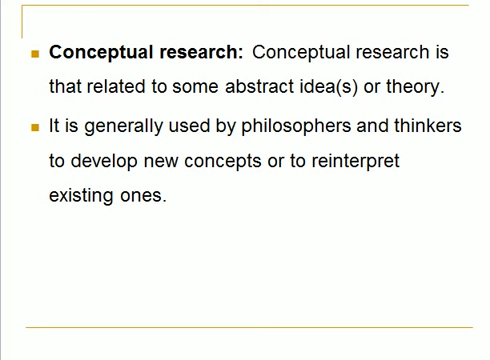 Conceptual research: Conceptual research is
that related to some abstract idea(s) or theory.
It is generally used by philosophers and thinkers
to develop new concepts or to reinterpret
existing ones.